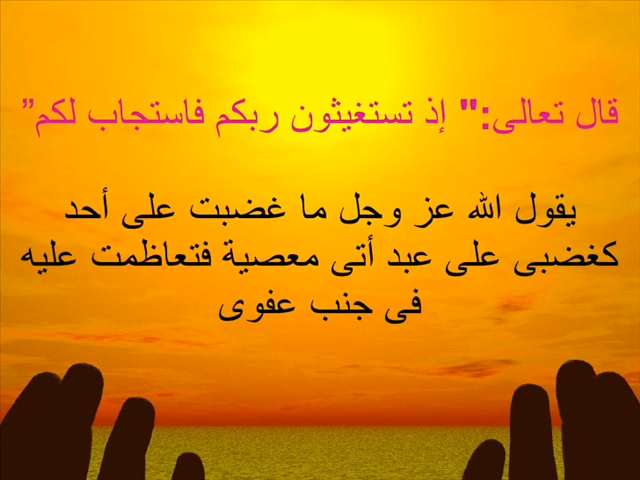 قال تعالى:" إذ تستغيثون ربكم فاستجاب لكم”
يقول الله عز وجل ما غضبت على أحد
كغضبى على عبد أتى معصية فتعاظمت عليه
فى جنب عفوى